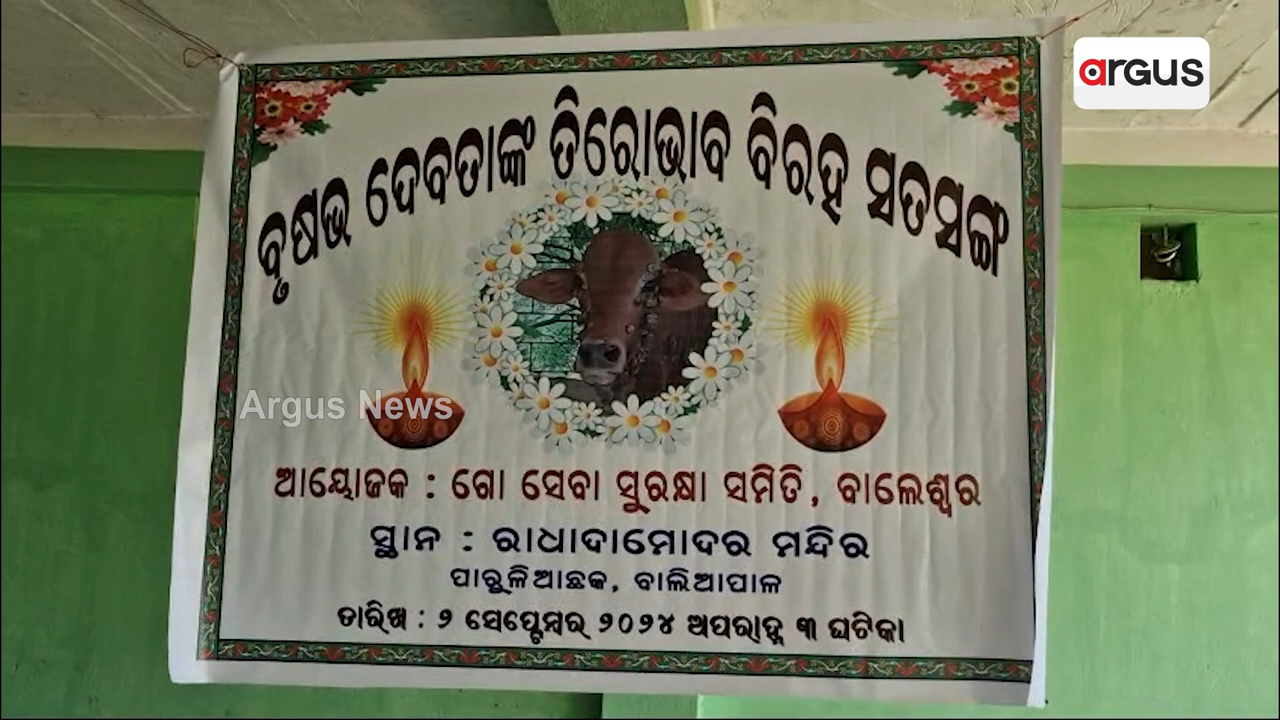 argus
ବୃଷଭ ଦେବତାଙ୍କ ତିରୋଭାବ ବିରହ ସତସଙ୍ଗ
Argus News
ଆୟୋଜକ : ଗୋ ସେବା ସୁରକ୍ଷା ସମିତି, ବାଲେଶ୍ଵର
ସ୍ଥାନ : ରାଧାଦାମୋଦର ମନ୍ଦିର
ପାରୁଳିଆଛକ, ବାଲିଆପାଳ
ତାରିଖ : ୨ ସେପ୍ଟେମ୍ବର ୨୦୨୪ ଅପରାହ୍ନ ୩ ଘଟିକା